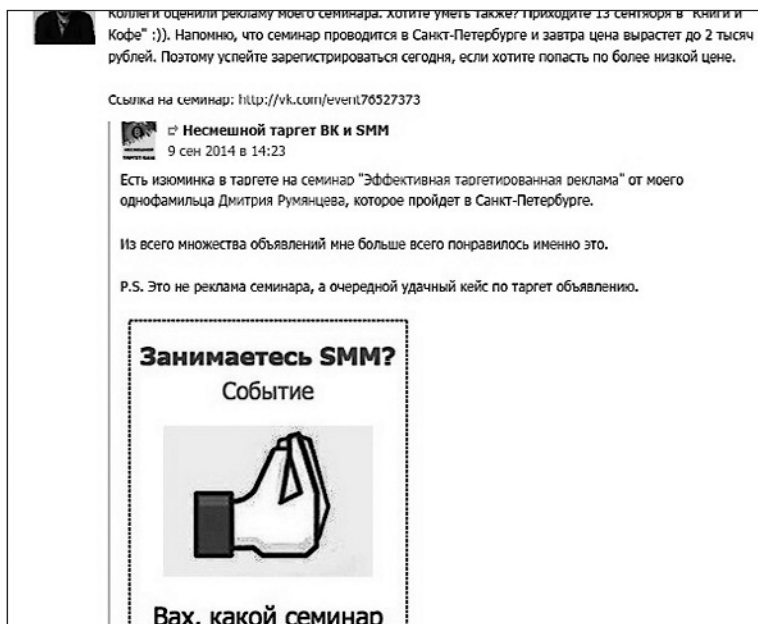 Коллеги оценили рекламу моего семинара. Хотите уметь также? Приходите 13 сентября в "Книги и
Кофе" :)). Напомню, что семинар проводится в Санкт-Петербурге и завтра цена вырастет до 2 тысяч
рублей. Поэтому успейте зарегистрироваться сегодня, если хотите попасть по более низкой цене.
Ссылка на семинар: http://vk.com/event76527373
Несмешной таргет ВК и SMM
9 сен 2014 в 14:23
Есть изюминка в таргете на семинар "Эффективная таргетированная реклама" от моего
однофамильца Дмитрия Румянцева, которое пройдет в Санкт-Петербурге.
Из всего множества объявлений мне больше всего понравилось именно это.
P.S. Это не реклама семинара, а очередной удачный кейс по таргет объявлению.
Занимаетесь SMM?
Событие
Вах, какой семинар